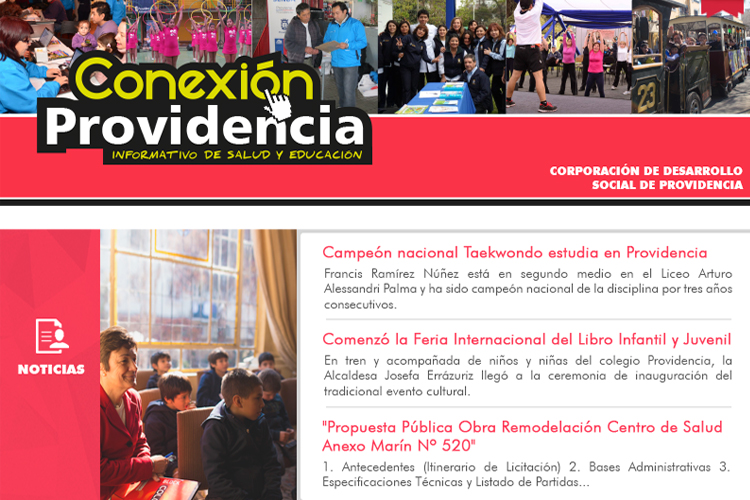 Conexión
Providencia
INFORMATIVO DE SALUD Y EDUCACIÓN
23
CORPORACIÓN DE DESARROLLO
SOCIAL DE PROVIDENCIA
NOTICIAS
Campeón nacional Taekwondo estudia en Providencia
Francis Ramírez Núñez está en segundo medio en el Liceo Arturo
Alessandri Palma y ha sido campeón nacional de la disciplina por tres años
consecutivos.
Comenzó la Feria Internacional del Libro Infantil y Juvenil
En tren y acompañada de niños y niñas del colegio Providencia, la
Alcaldesa Josefa Errázuriz llegó a la ceremonia de inauguración del
tradicional evento cultural.
"Propuesta Pública Obra Remodelación Centro de Salud
Anexo Marín Nº 520"
1. Antecedentes (Itinerario de Licitación) 2. Bases Administrativas 3.
Especificaciones Técnicas y Listado de Partidas...